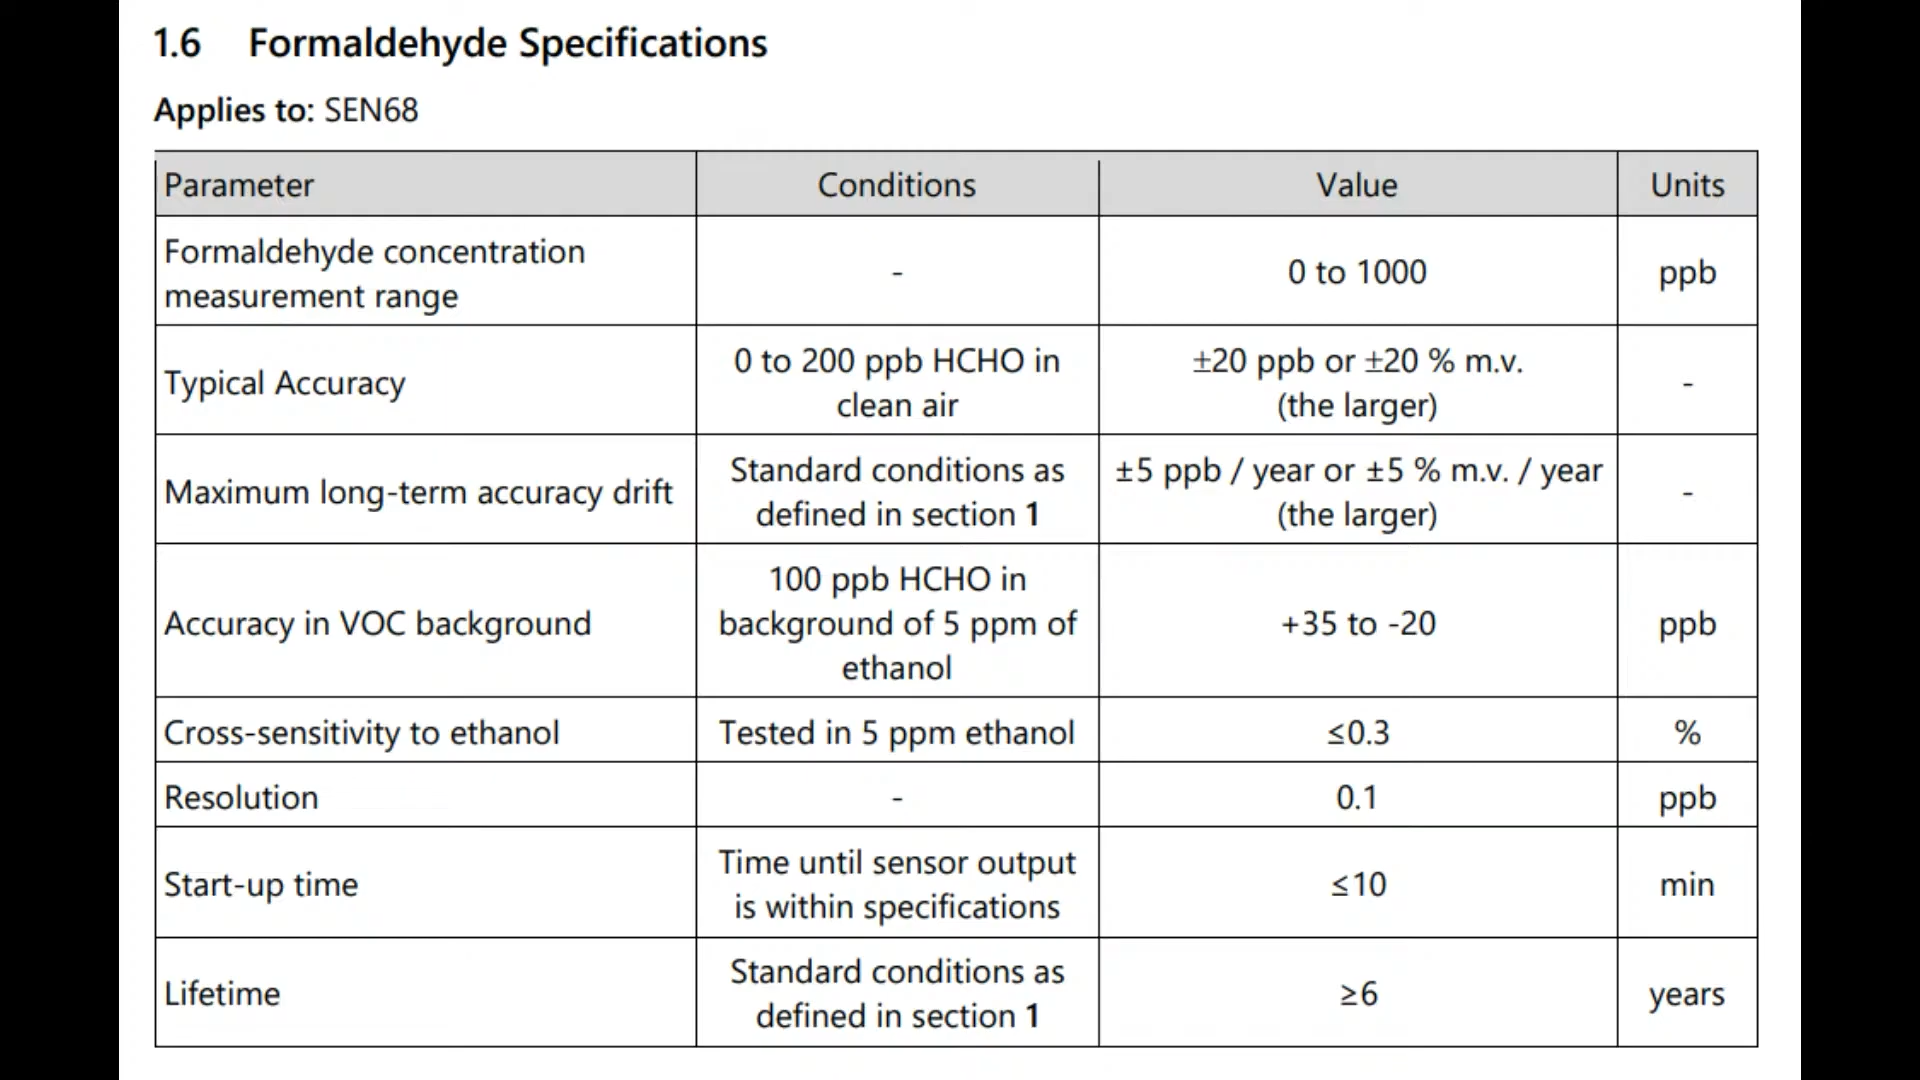 1.6 Formaldehyde Specifications
Applies to: SEN68
Parameter Conditions Value Units
Formaldehyde concentration
measurement range
-
0 to 1000
ppb
Typical Accuracy
0 to 200 ppb HCHO in
clean air
±20 ppb or ±20 % m.v.
(the larger)
-
Maximum long-term accuracy drift
Standard conditions as
defined in section 1
±5 ppb / year or ±5 % m.v. / year
(the larger)
-
Accuracy in VOC background
100 ppb HCHO in
background of 5 ppm of
ethanol
+35 to -20
ppb
Cross-sensitivity to ethanol
Tested in 5 ppm ethanol
≤0.3
%
Resolution
-
0.1
ppb
Start-up time
Time until sensor output
is within specifications
≤10
min
Lifetime
Standard conditions as
defined in section 1
≥6
years